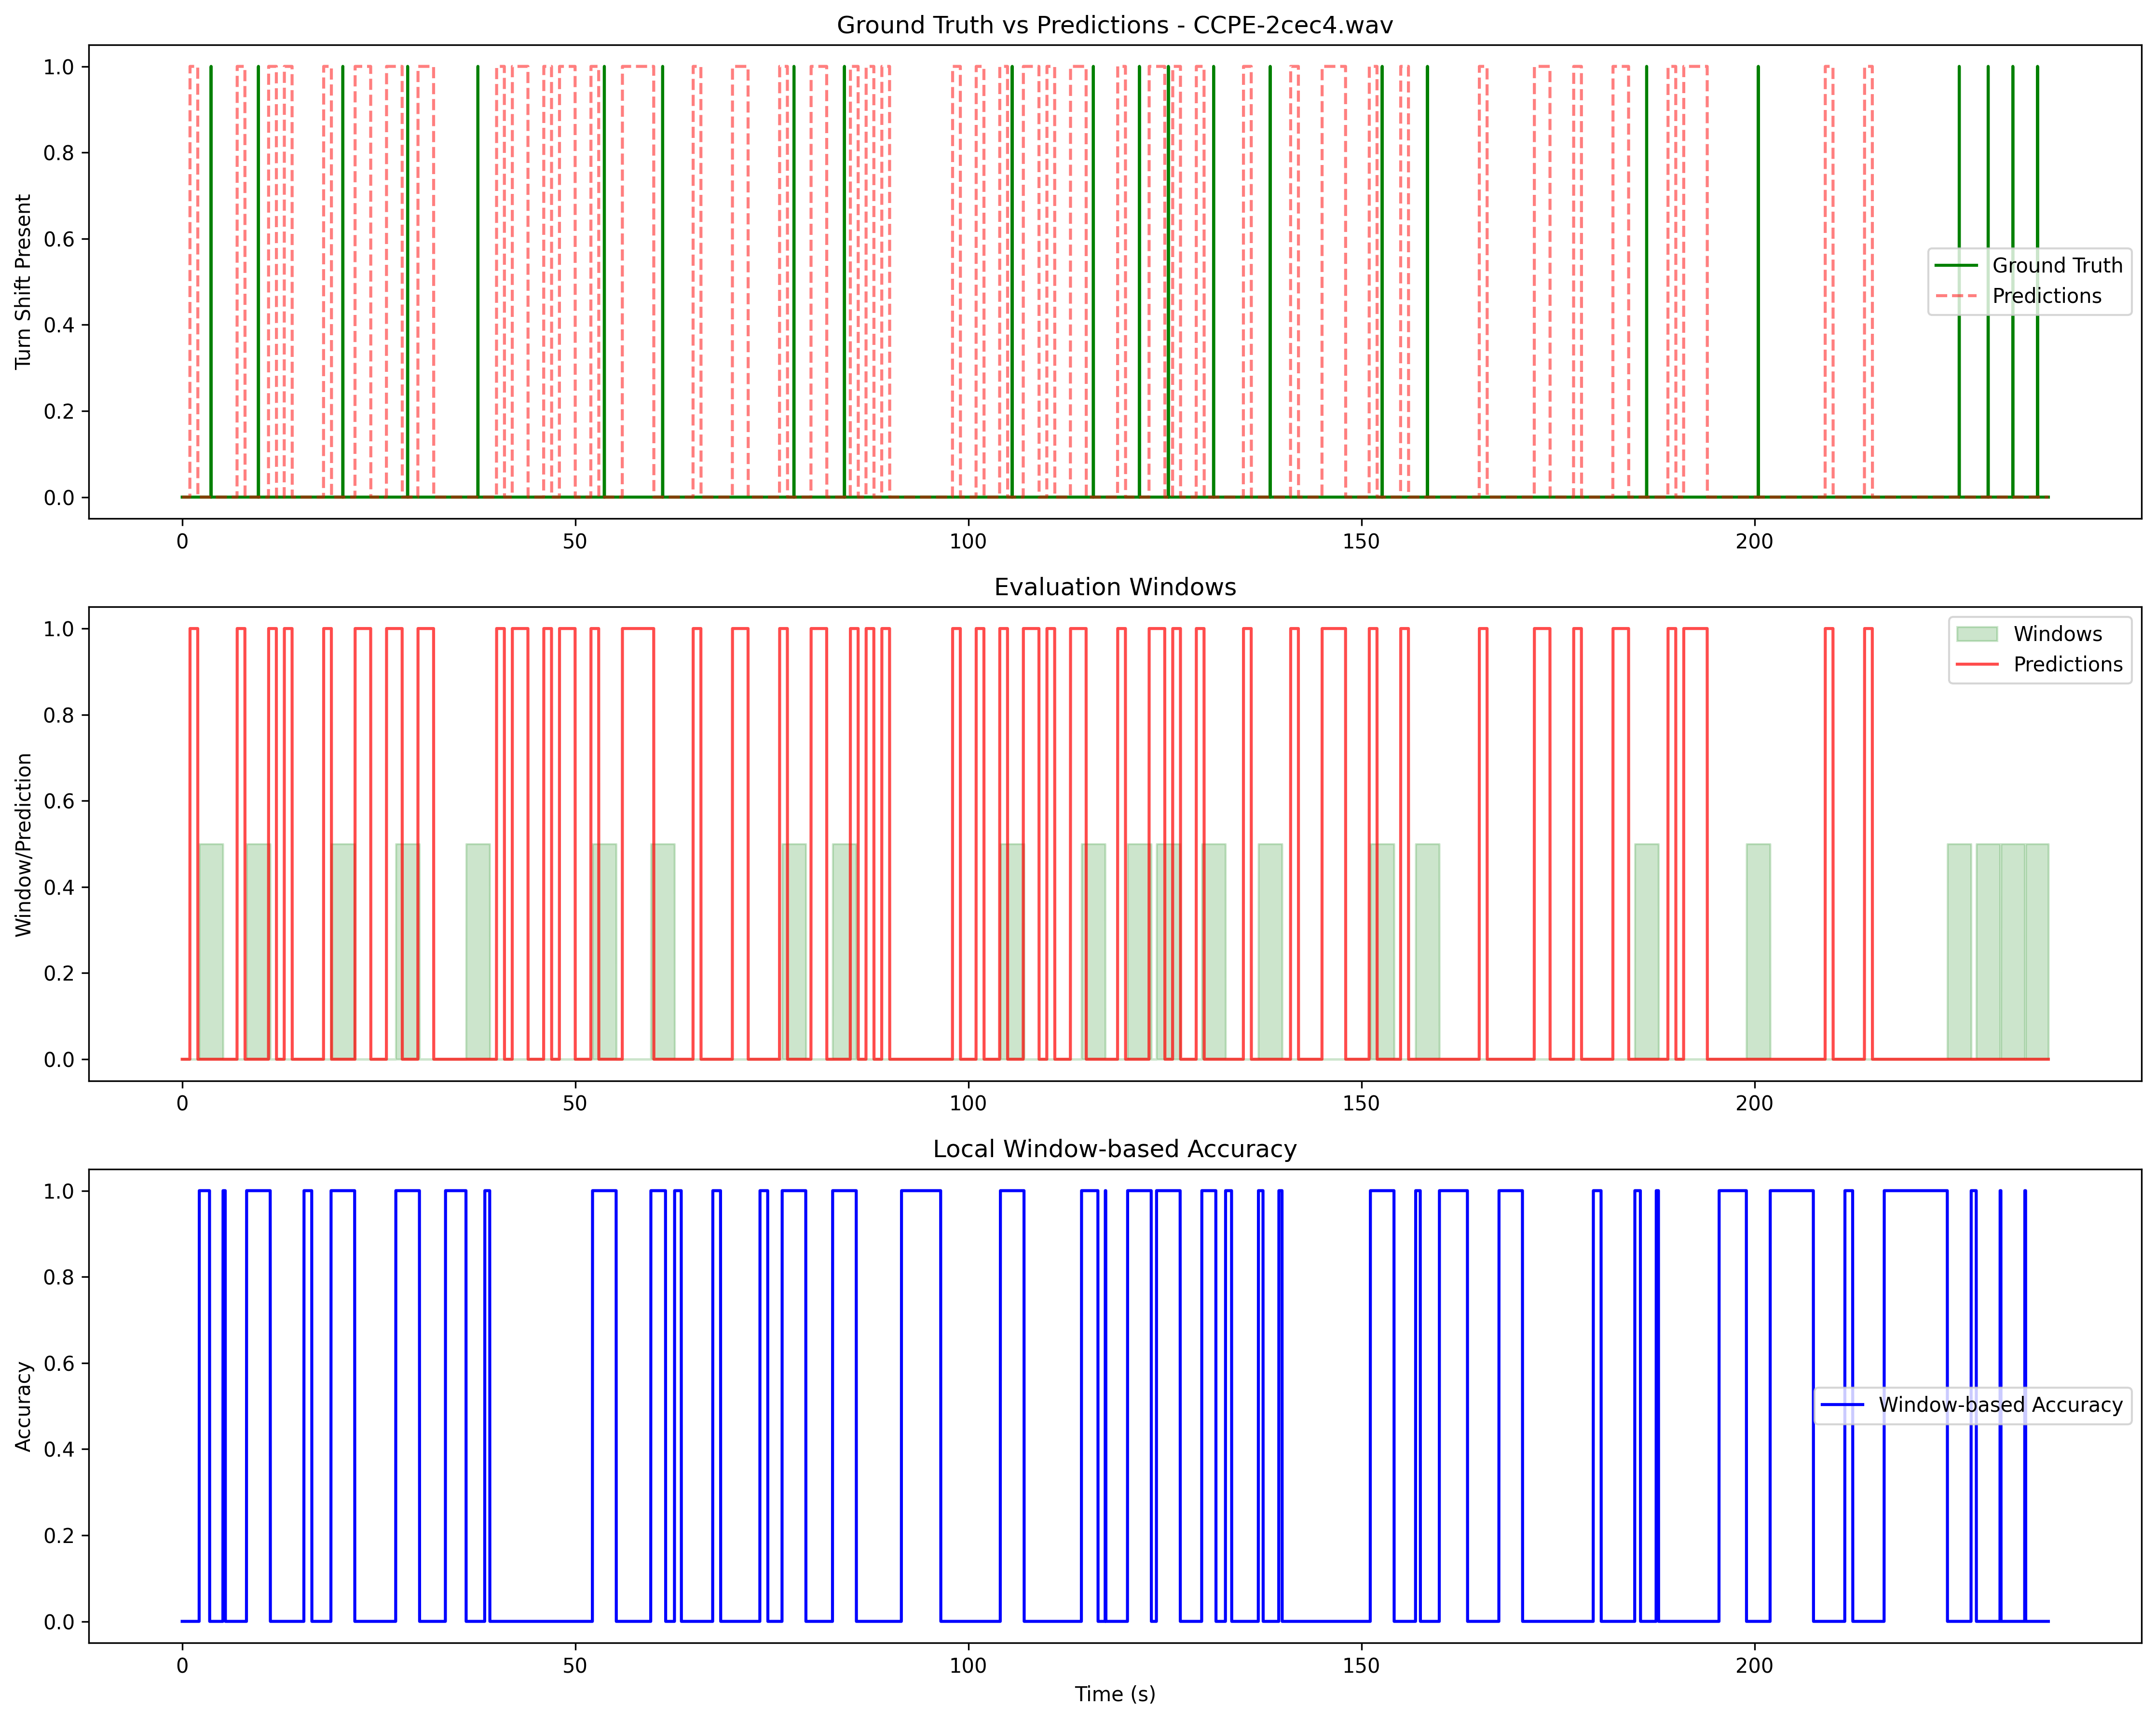 Ground Truth vs Predictions - CCPE-2cec4.wav
1.0
0.8
0.6
0.4
0.2
0.0
Turn Shift Present
Ground Truth
Predictions
0 50 100 150 200
Evaluation Windows
1.0
0.8
0.6
0.4
0.2
0.0
Window/Prediction
Windows
Predictions
0 50 100 150 200
Local Window-based Accuracy
1.0
0.8
0.6
0.4
0.2
0.0
Accuracy
Window-based Accuracy
0 50 100 150 200
Time (s)